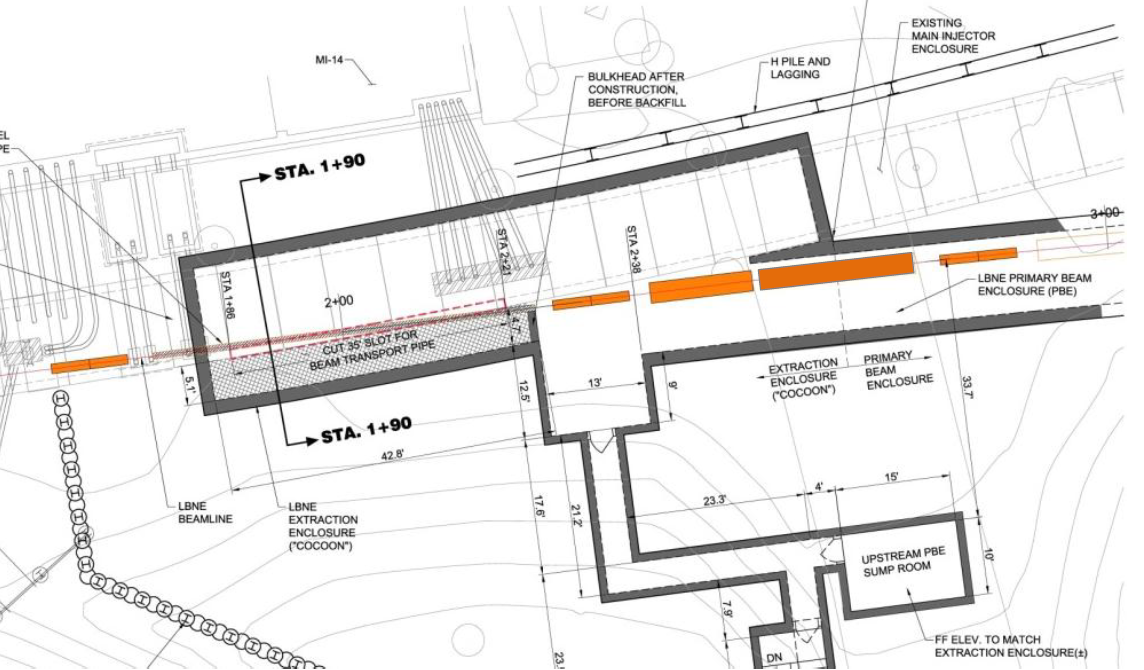 EXISTING
MAIN INJECTOR
ENCLOSURE
MI-14
H PILE AND
LAGGING
BULKHEAD AFTER
CONSTRUCTION,
BEFORE BACKFILL
STA. 1+90
3+00
STA 1+86
2+00
STA 2+21
STA 2+38
LBNE PRIMARY BEAM
ENCLOSURE (PBE)
CUT 35' SLOT FOR
BEAM TRANSPORT PIPE
5.1'
12.5'
13'
9'
EXTRACTION
ENCLOSURE
("COCOON")
PRIMARY
BEAM
ENCLOSURE
33.7'
STA. 1+90
42.8'
LBNE
BEAMLINE
LBNE
EXTRACTION
ENCLOSURE
("COCOON")
17.6'
21.2'
23.3'
4'
15'
UPSTREAM PBE
SUMP ROOM
10'
7.9'
DN
FF ELEV. TO MATCH
EXTRACTION ENCLOSURE(±)